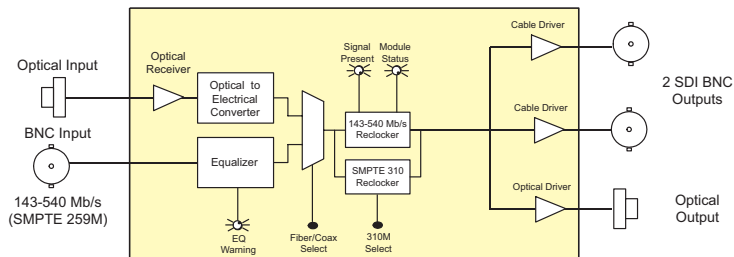 Optical Input
BNC Input
143-540 Mb/s
(SMPTE 259M)
Optical
Receiver
Optical to
Electrical
Converter
Equalizer
EQ
Warning
Fiber/Coax
Select
Signal
Present
Module
Status
143-540 Mb/s
Reclocker
SMPTE 310
Reclocker
310M
Select
Cable Driver
Cable Driver
Optical Driver
2 SDI BNC
Outputs
Optical
Output